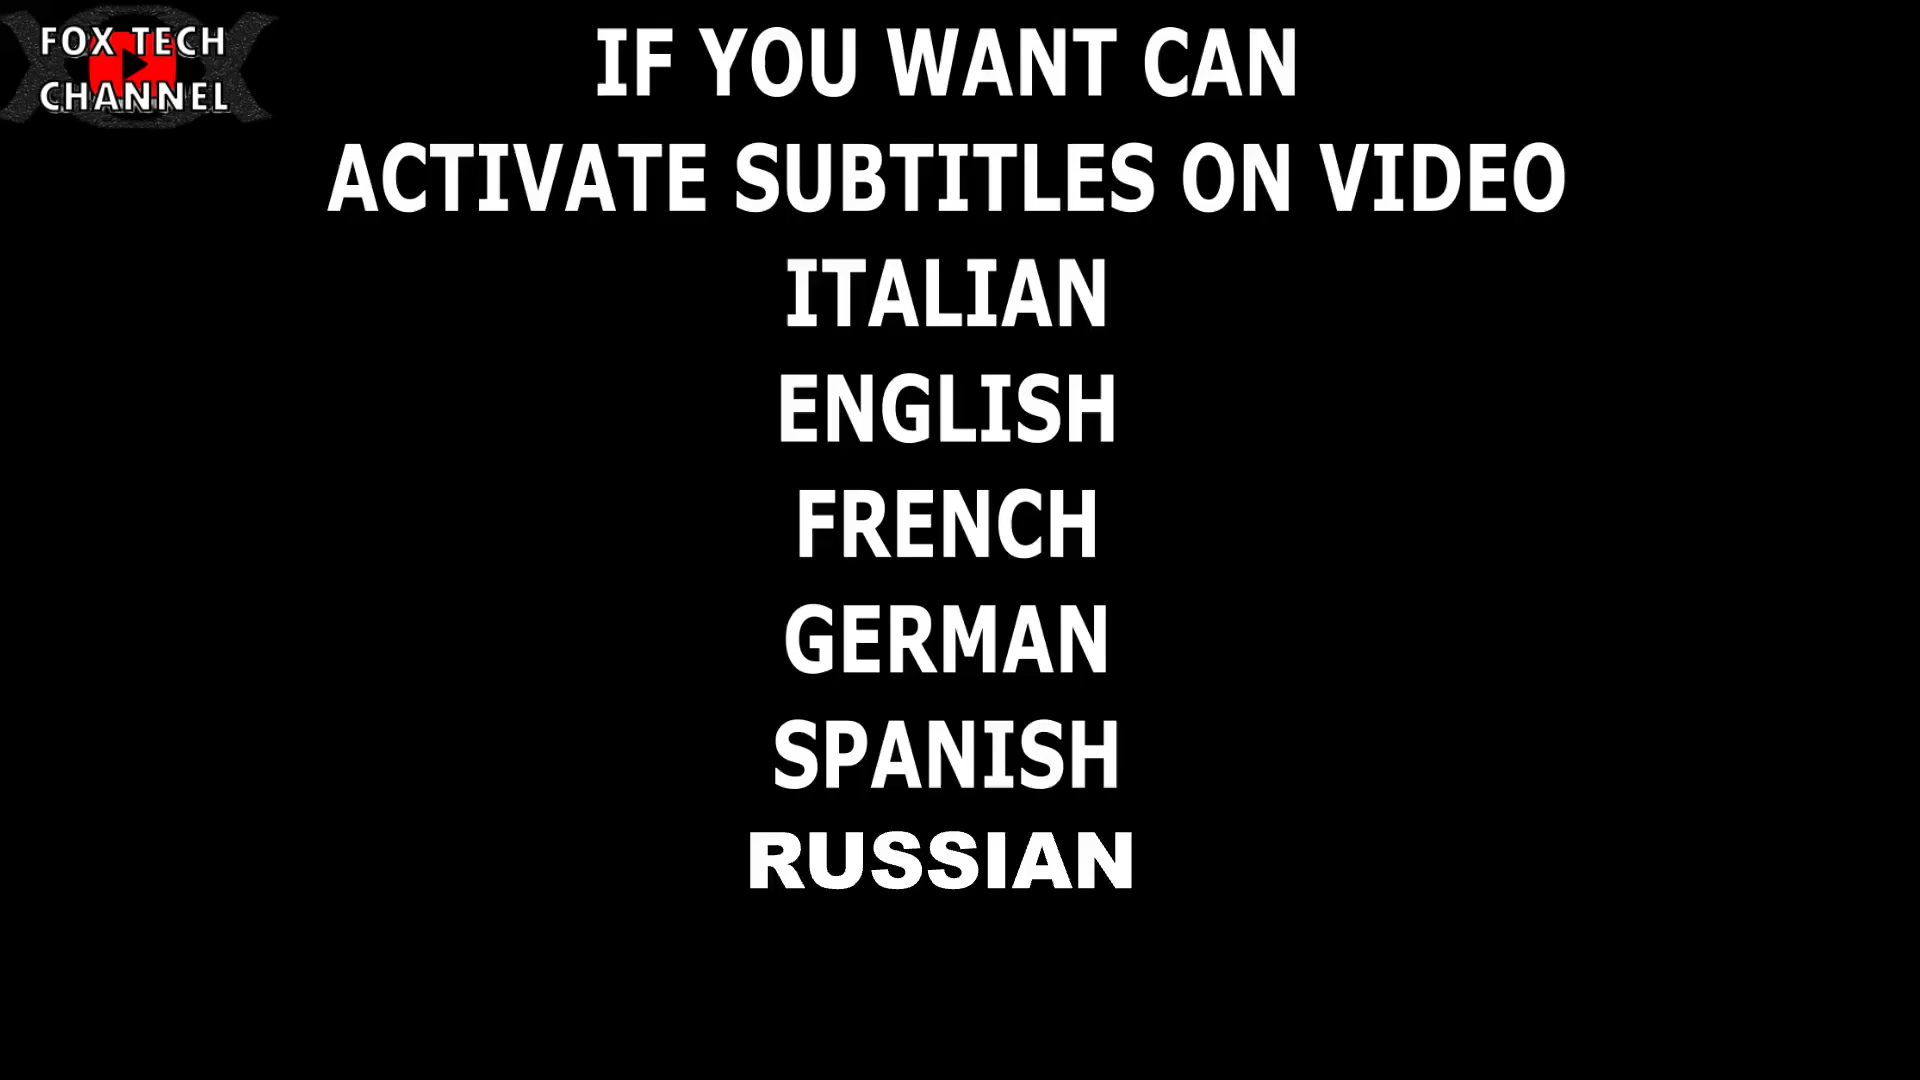 FOX TECH
CHANNEL
IF YOU WANT CAN
ACTIVATE SUBTITLES ON VIDEO
ITALIAN
ENGLISH
FRENCH
GERMAN
SPANISH
RUSSIAN